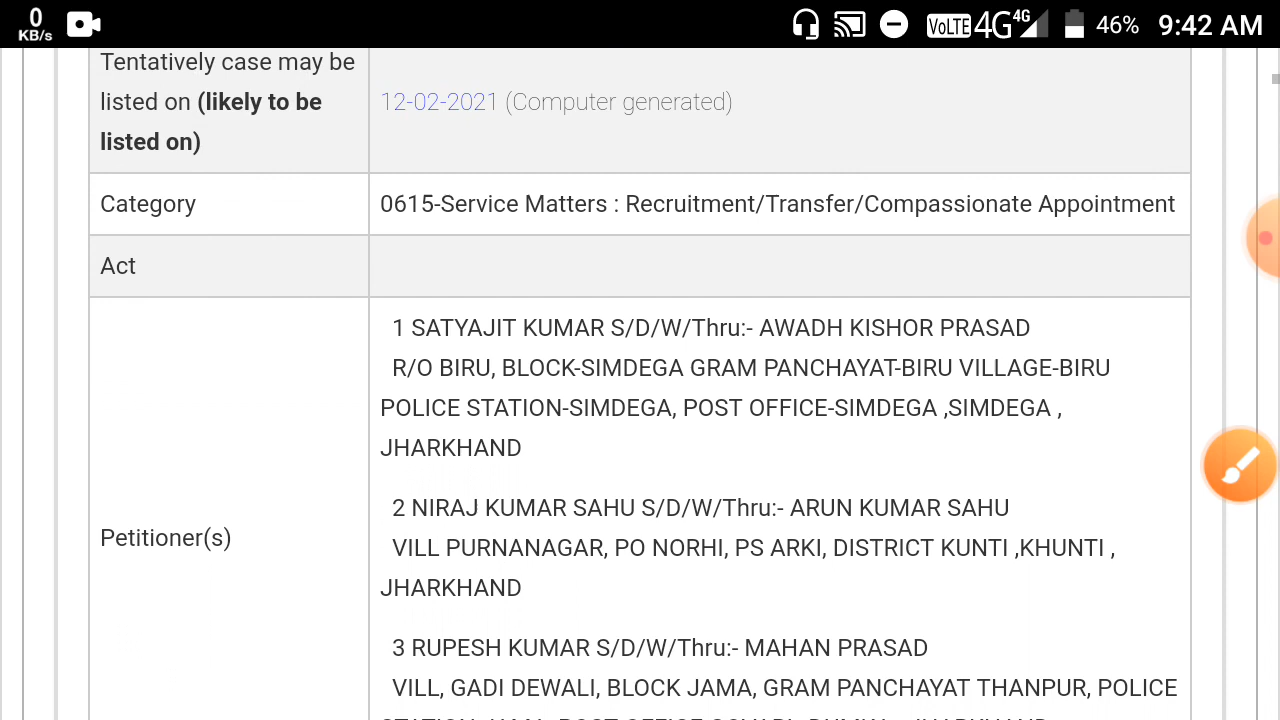 0
KB/s
VoLTE 4G 4G 46% 9:42 AM
Tentatively case may be
listed on (likely to be
listed on)
12-02-2021 (Computer generated)
Category
0615-Service Matters : Recruitment/Transfer/Compassionate Appointment
Act
Petitioner(s)
1 SATYAJIT KUMAR S/D/W/Thru:- AWADH KISHOR PRASAD
R/O BIRU, BLOCK-SIMDEGA GRAM PANCHAYAT-BIRU VILLAGE-BIRU
POLICE STATION-SIMDEGA, POST OFFICE-SIMDEGA ,SIMDEGA ,
JHARKHAND
2 NIRAJ KUMAR SAHU S/D/W/Thru:- ARUN KUMAR SAHU
VILL PURNANAGAR, PO NORHI, PS ARKI, DISTRICT KUNTI ,KHUNTI ,
JHARKHAND
3 RUPESH KUMAR S/D/W/Thru:- MAHAN PRASAD
VILL, GADI DEWALI, BLOCK JAMA, GRAM PANCHAYAT THANPUR, POLICE